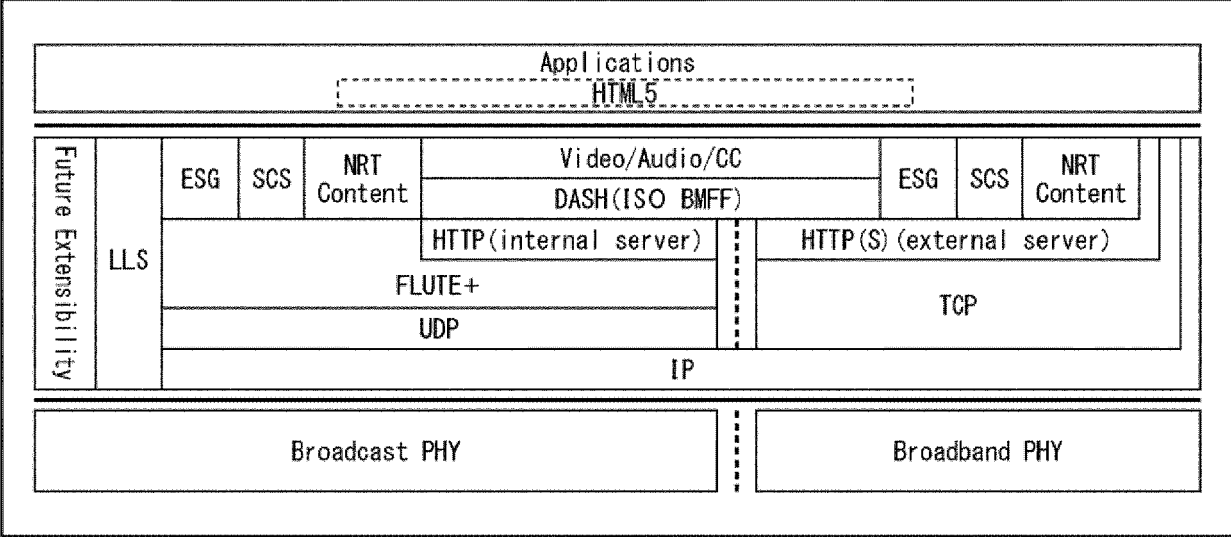 Applications
HTML5
Future Extensibility
LLS
ESG
SCS
NRT
Content
Video/Audio/CC
DASH(ISO BMFF)
ESG
SCS
NRT
Content
HTTP(internal server)
HTTP(S)(external server)
FLUTE+
TCP
UDP
IP
Broadcast PHY
Broadband PHY